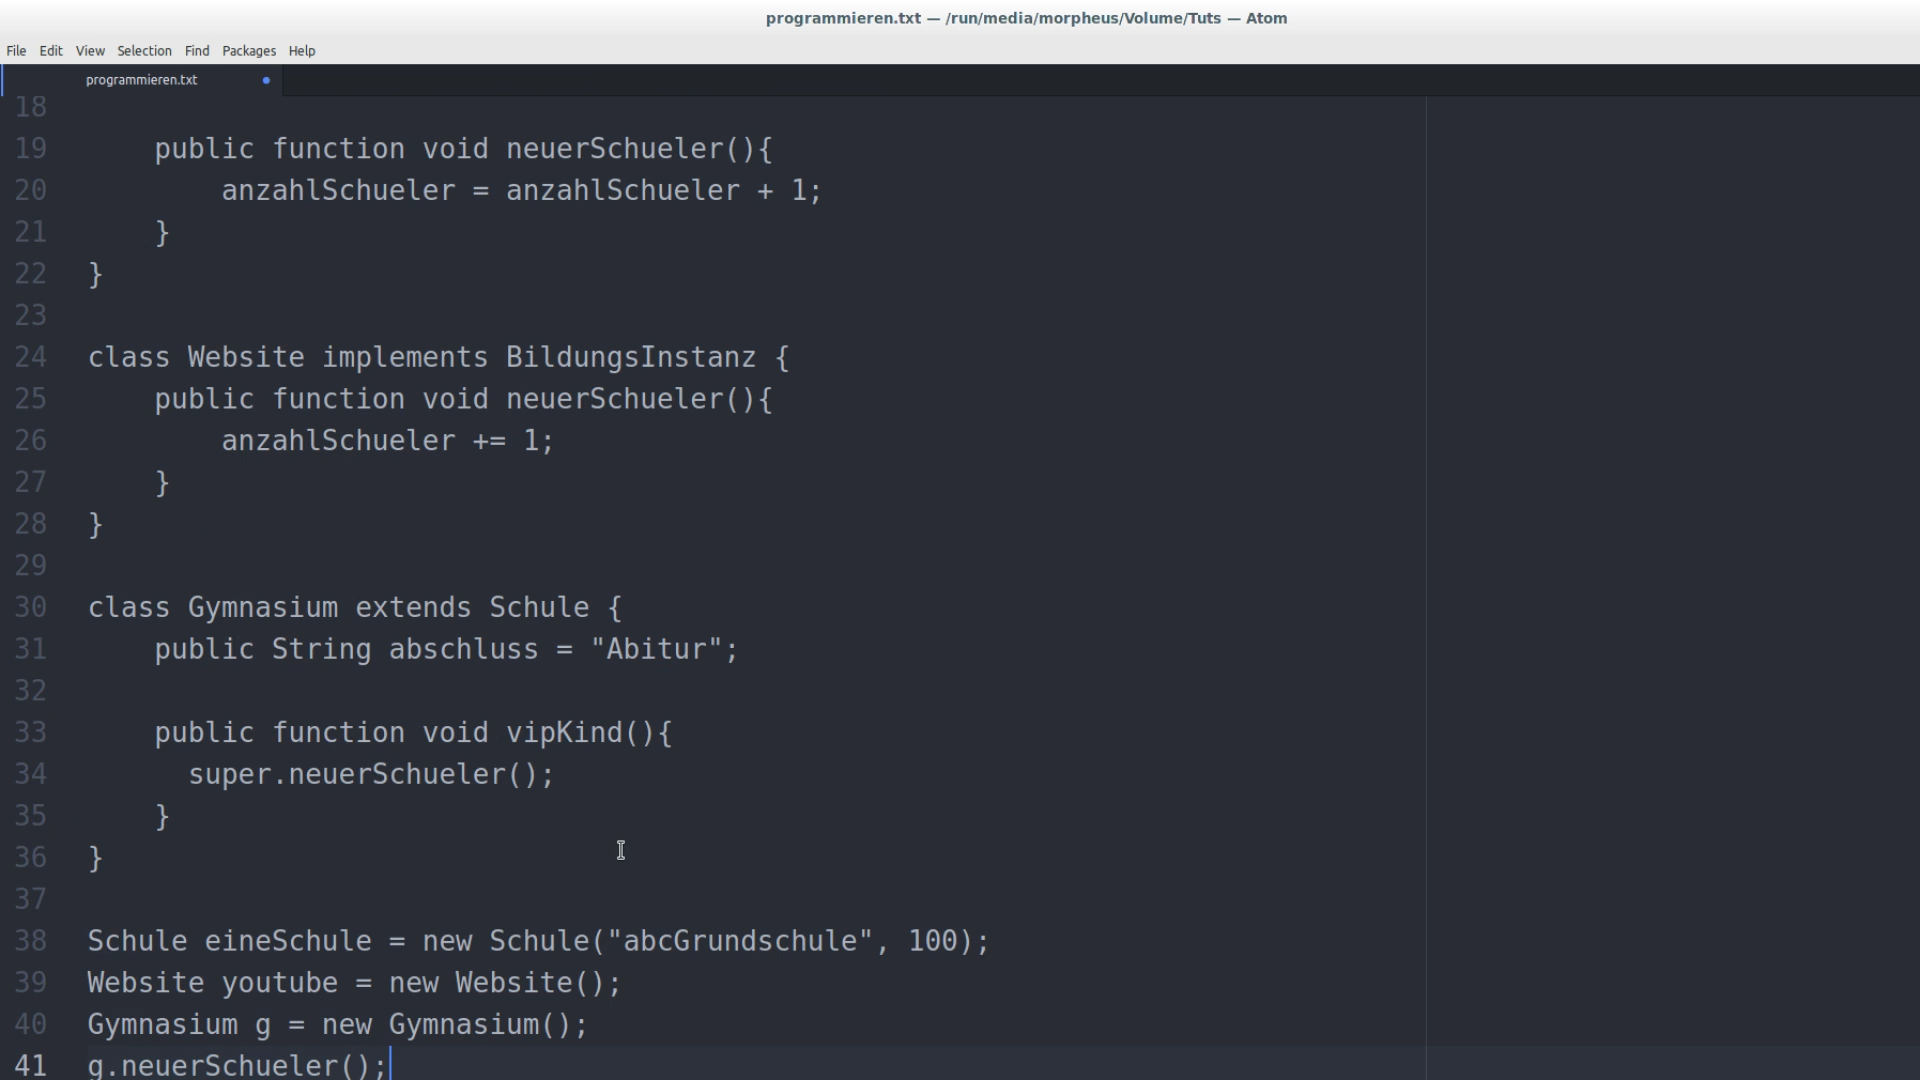 programmieren.txt — /run/media/morpheus/Volume/Tuts — Atom
File Edit View Selection Find Packages Help
programmieren.txt
18
19     public function void neuerSchueler(){
20         anzahlSchueler = anzahlSchueler + 1;
21     }
22 }
23
24 class Website implements BildungsInstanz {
25     public function void neuerSchueler(){
26         anzahlSchueler += 1;
27     }
28 }
29
30 class Gymnasium extends Schule {
31     public String abschluss = "Abitur";
32
33     public function void vipKind(){
34       super.neuerSchueler();
35     }
36 }
37
38 Schule eineSchule = new Schule("abcGrundschule", 100);
39 Website youtube = new Website();
40 Gymnasium g = new Gymnasium();
41 g.neuerSchueler();